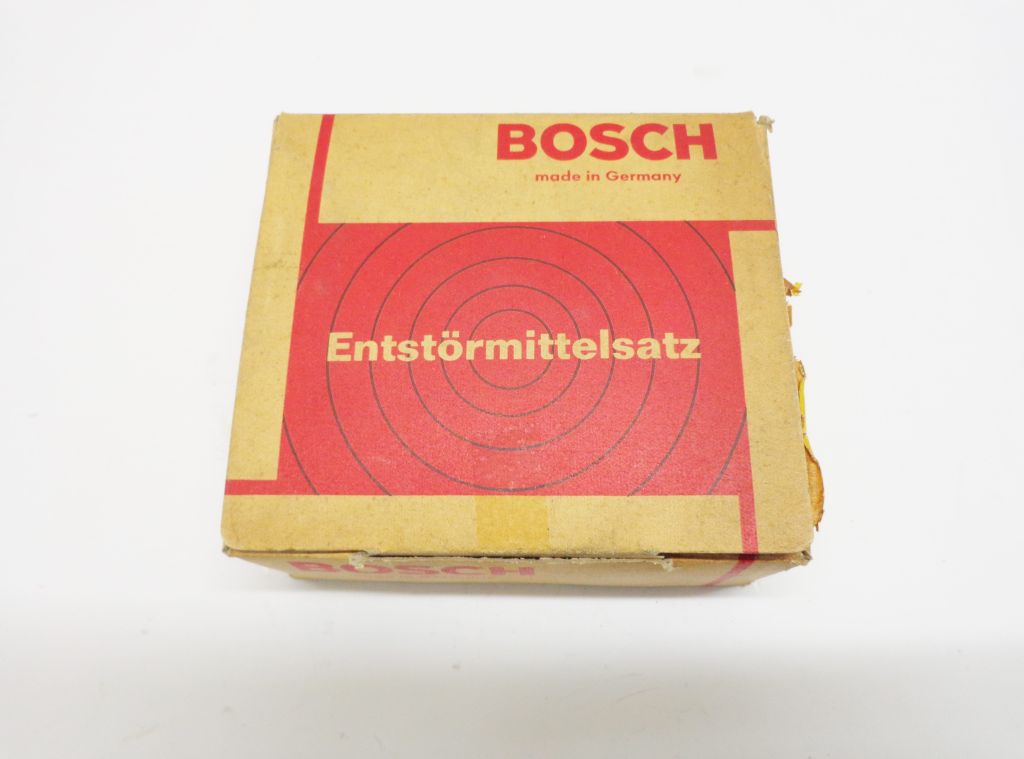 BOSCH
made in Germany
Entstörmittelsatz
BOSCH